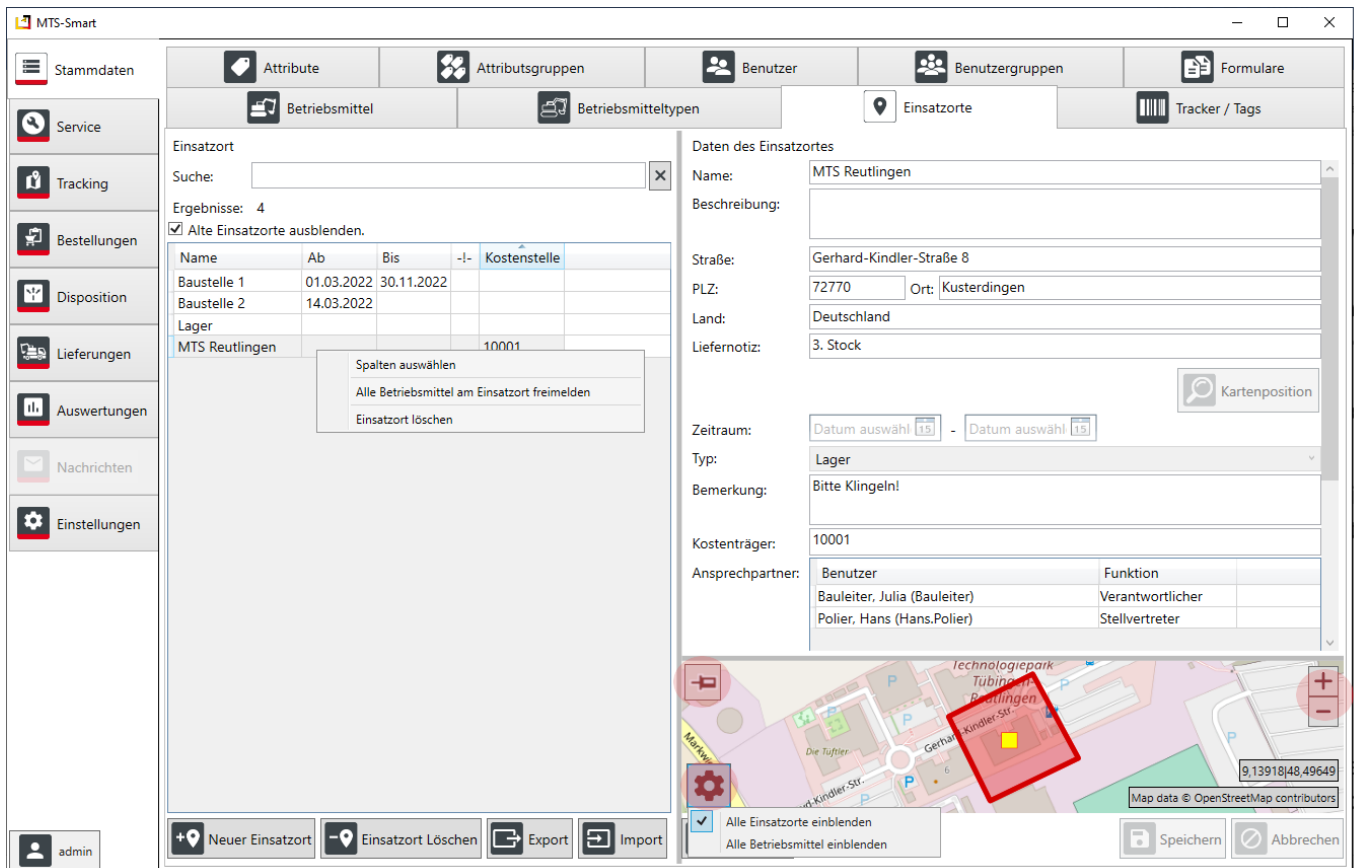 MTS-Smart
Stammdaten
Service
Tracking
Bestellungen
Disposition
Lieferungen
Auswertungen
Nachrichten
Einstellungen
admin
Attribute
Attributsgruppen
Benutzer
Benutzergruppen
Formulare
Betriebsmittel
Betriebsmitteltypen
Einsatzorte
Tracker / Tags
Einsatzort
Suche:
Ergebnisse: 4
Alte Einsatzorte ausblenden.
Name Ab Bis -!- Kostenstelle
Baustelle 1 01.03.2022 30.11.2022
Baustelle 2 14.03.2022
Lager
MTS Reutlingen 10001
Spalten auswählen
Alle Betriebsmittel am Einsatzort freimelden
Einsatzort löschen
Neuer Einsatzort
Einsatzort Löschen
Export
Import
Daten des Einsatzortes
Name: MTS Reutlingen
Beschreibung:
Straße: Gerhard-Kindler-Straße 8
PLZ: 72770 Ort: Kusterdingen
Land: Deutschland
Liefernotiz: 3. Stock
Kartenposition
Zeitraum: Datum auswähl 15 - Datum auswähl 15
Typ: Lager
Bemerkung: Bitte Klingeln!
Kostenträger: 10001
Ansprechpartner: Benutzer Funktion
Bauleiter, Julia (Bauleiter) Verantwortlicher
Polier, Hans (Hans.Polier) Stellvertreter
Technologiepark
Tübingen-
Reutlingen
P
P
P
P
P
P
Gerhard-Kindler-Str.
Die Tüftler
6
9,13918|48,49649
Map data © OpenStreetMap contributors
Alle Einsatzorte einblenden
Alle Betriebsmittel einblenden
Speichern
Abbrechen